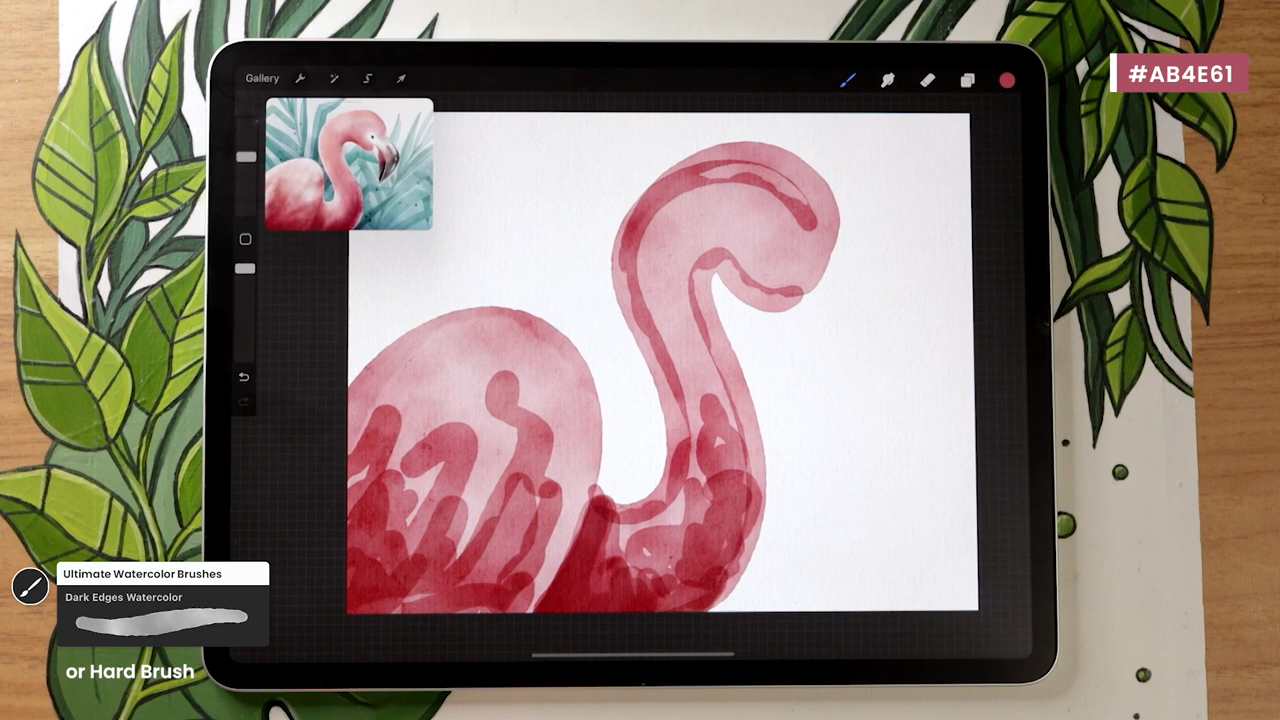 Gallery
#AB4E61
Ultimate Watercolor Brushes
Dark Edges Watercolor
or Hard Brush